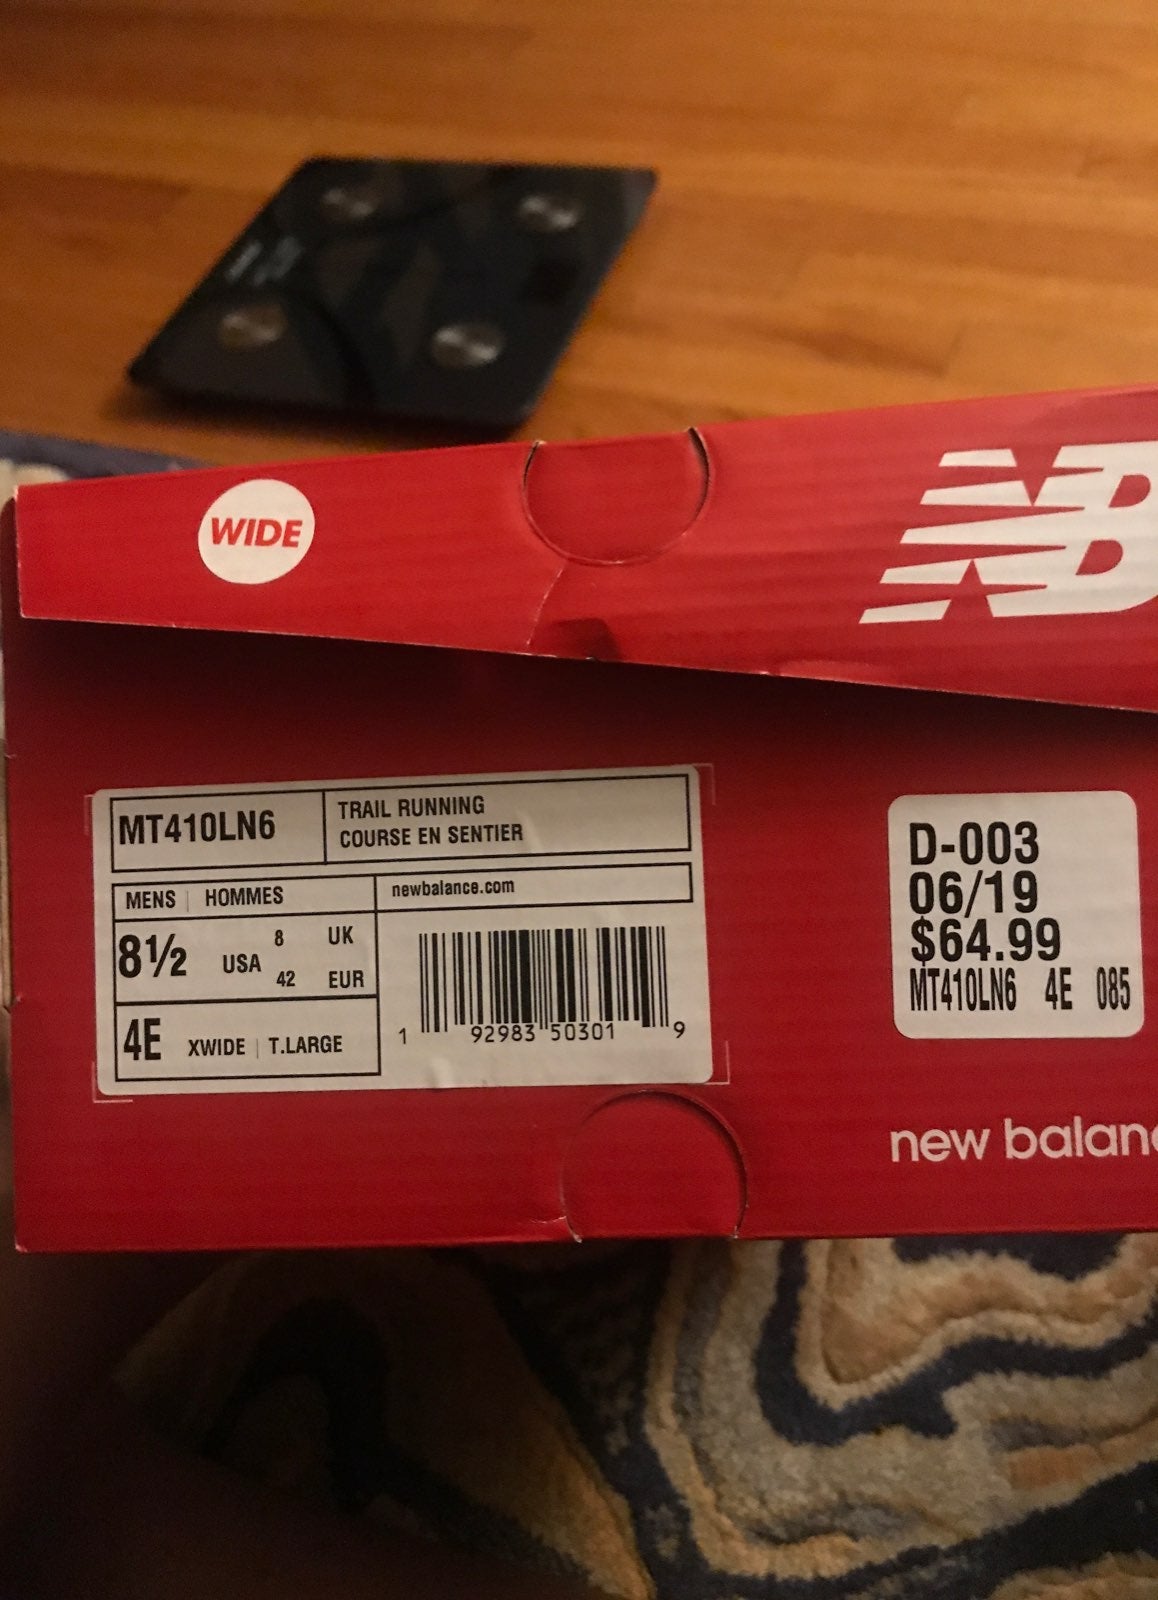 WIDE
NB
MT410LN6
TRAIL RUNNING
COURSE EN SENTIER
MENS | HOMMES
newbalance.com
8½ USA 8 UK
42 EUR
4E XWIDE | T.LARGE
1 92983 50301 9
D-003
06/19
$64.99
MT410LN6 4E 085
new balanc